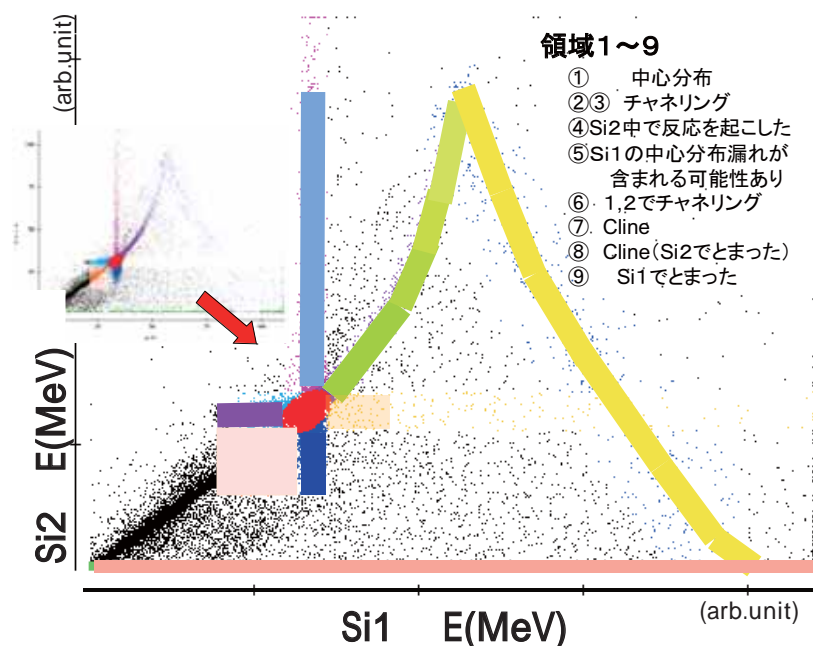 (arb.unit)
領域1～9
① 中心分布
②③ チャネリング
④Si2中で反応を起こした
⑤Si1の中心分布漏れが
含まれる可能性あり
⑥ 1,2でチャネリング
⑦ Cline
⑧ Cline(Si2でとまった)
⑨ Si1でとまった
Si2 E(MeV)
(arb.unit)
Si1 E(MeV)